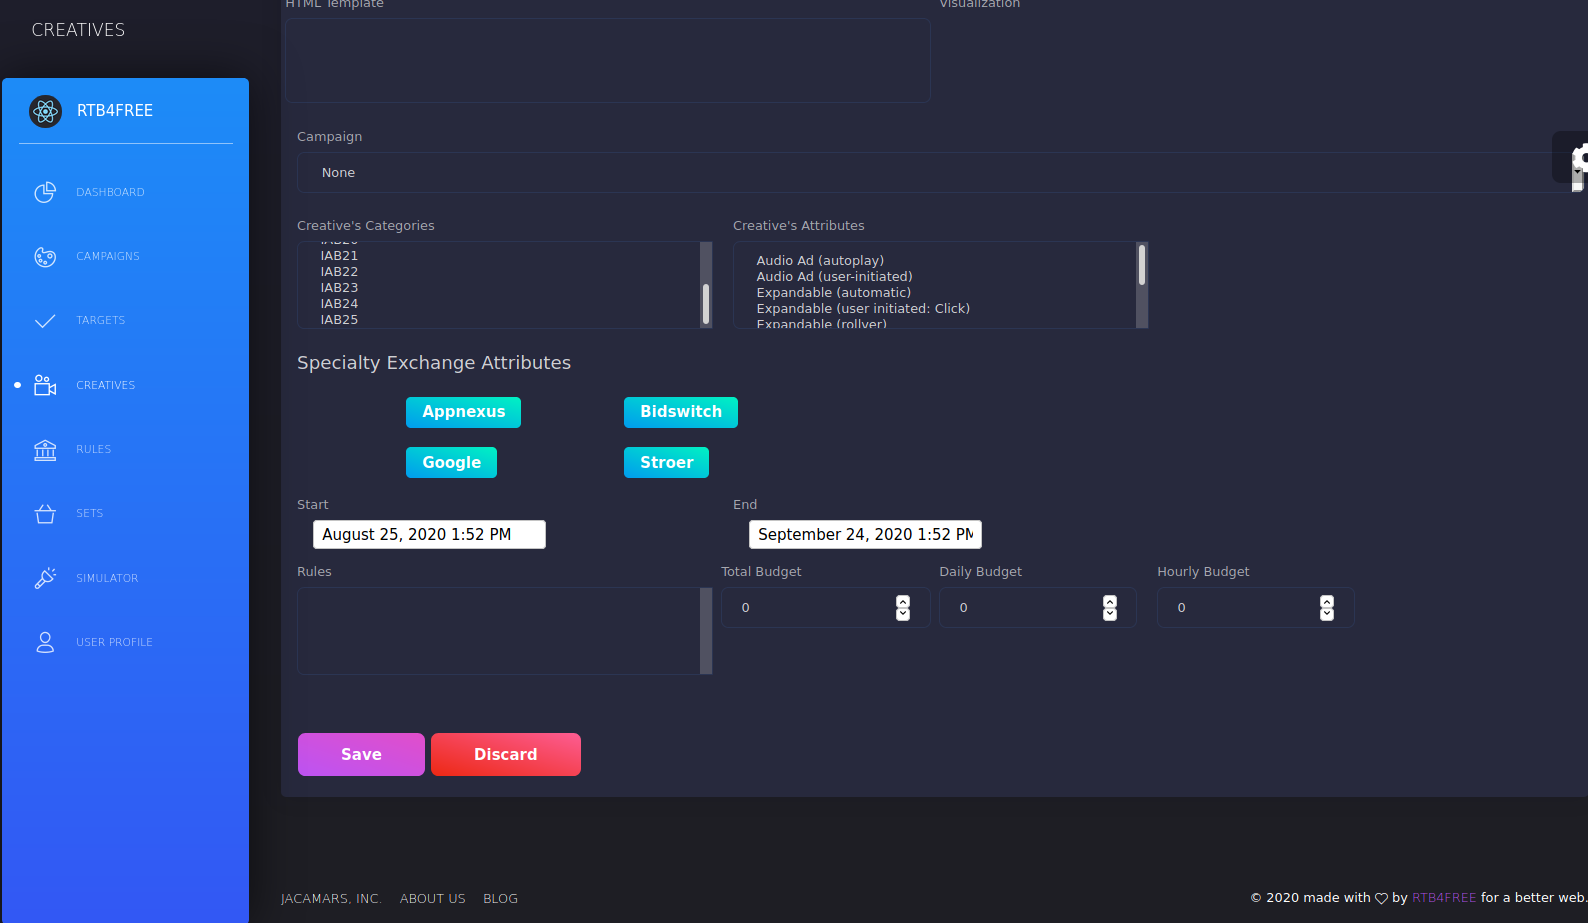 CREATIVES
RTB4FREE
DASHBOARD
CAMPAIGNS
TARGETS
CREATIVES
RULES
SETS
SIMULATOR
USER PROFILE
HTML Template
Visualization
Campaign
None
Creative's Categories
Creative's Attributes
IAB20
IAB21
IAB22
IAB23
IAB24
IAB25
Audio Ad (autoplay)
Audio Ad (user-initiated)
Expandable (automatic)
Expandable (user initiated: Click)
Expandable (rollver)
Specialty Exchange Attributes
Appnexus
Bidswitch
Google
Stroer
Start
End
August 25, 2020 1:52 PM
September 24, 2020 1:52 PM
Rules
Total Budget
Daily Budget
Hourly Budget
0
0
0
Save
Discard
JACAMARS, INC.
ABOUT US
BLOG
© 2020 made with ♡ by RTB4FREE for a better web.